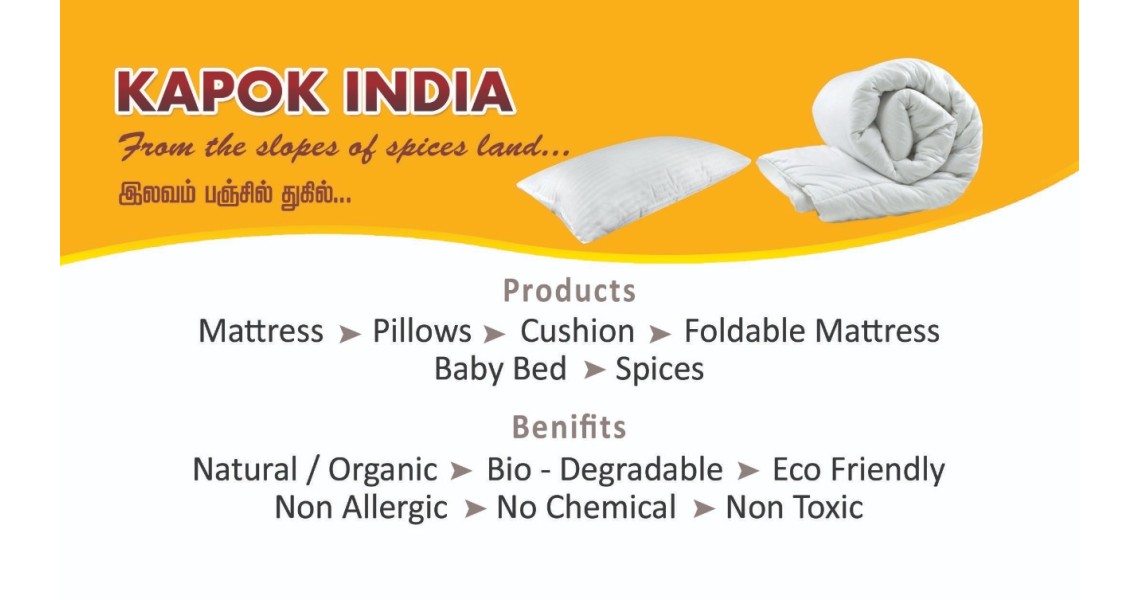 KAPOK INDIA
From the slopes of spices land...
இலவம் பஞ்சில் துகில்...
Products
Mattress ➤ Pillows ➤ Cushion ➤ Foldable Mattress
Baby Bed ➤ Spices
Benifits
Natural / Organic ➤ Bio - Degradable ➤ Eco Friendly
Non Allergic ➤ No Chemical ➤ Non Toxic